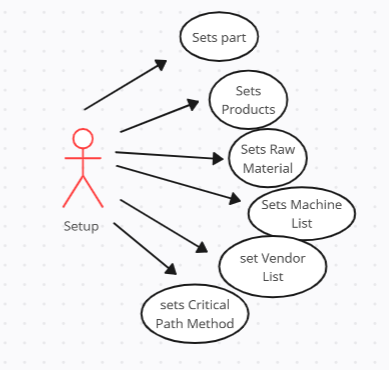 Sets part
Sets
Products
Sets Raw
Material
Sets Machine
List
Setup
set Vendor
List
sets Critical
Path Method